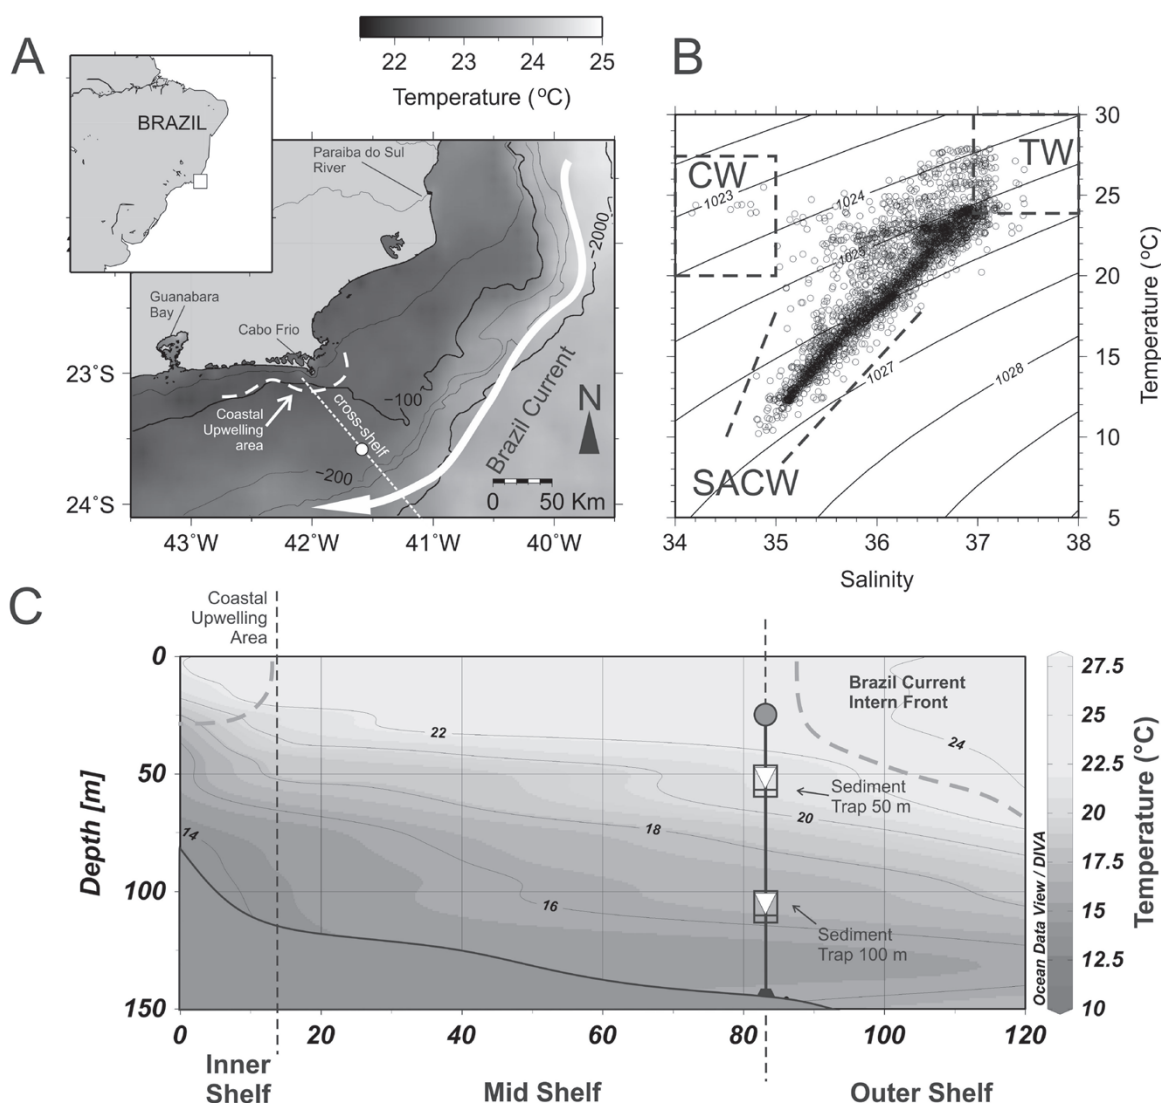 A
22 23 24 25
Temperature (°C)
BRAZIL
Paraiba do Sul
River
−2000
Guanabara
Bay
Cabo Frio
23°S
Coastal
Upwelling
area
cross-shelf
−100
−200
Brazil Current
N
0 50 Km
24°S
43°W 42°W 41°W 40°W
B
CW
TW
SACW
1023
1024
1025
1027
1028
30
25
20
15
10
5
Temperature (°C)
34 35 36 37 38
Salinity
C
Coastal
Upwelling
Area
Brazil Current
Intern Front
22
24
20
18
16
14
Sediment
Trap 50 m
Sediment
Trap 100 m
0
50
100
150
Depth [m]
0 20 40 60 80 100 120
Inner
Shelf
Mid Shelf
Outer Shelf
Ocean Data View / DIVA
27.5
25
22.5
20
17.5
15
12.5
10
Temperature (°C)